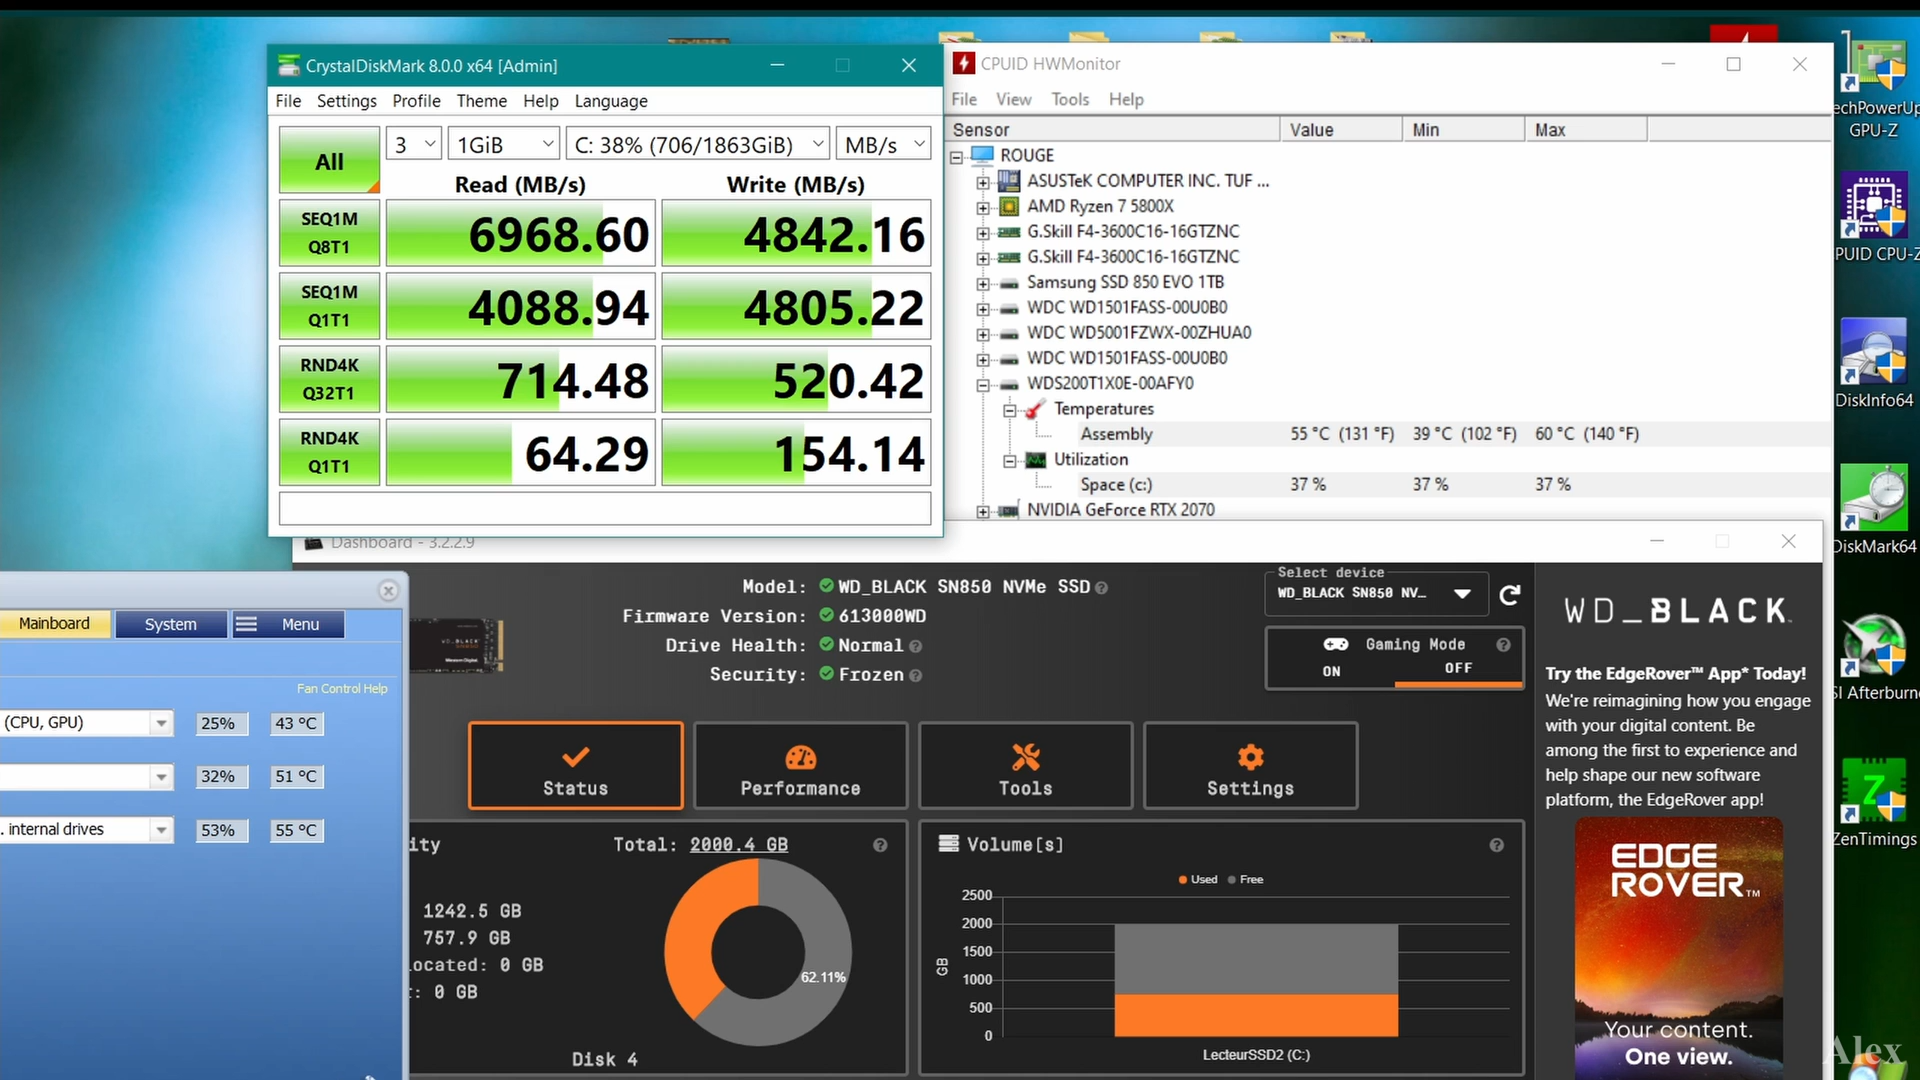 CrystalDiskMark 8.0.0 x64 [Admin]
File Settings Profile Theme Help Language
All
3
1GiB
C: 38% (706/1863GiB)
MB/s
Read (MB/s) Write (MB/s)
SEQ1M
Q8T1
6968.60 4842.16
SEQ1M
Q1T1
4088.94 4805.22
RND4K
Q32T1
714.48 520.42
RND4K
Q1T1
64.29 154.14
CPUID HWMonitor
File View Tools Help
Sensor Value Min Max
ROUGE
ASUSTeK COMPUTER INC. TUF ...
AMD Ryzen 7 5800X
G.Skill F4-3600C16-16GTZNC
G.Skill F4-3600C16-16GTZNC
Samsung SSD 850 EVO 1TB
WDC WD1501FASS-00U0B0
WDC WD5001FZWX-00ZHUA0
WDC WD1501FASS-00U0B0
WDS200T1X0E-00AFY0
Temperatures
Assembly 55 °C (131 °F) 39 °C (102 °F) 60 °C (140 °F)
Utilization
Space (c:) 37 % 37 % 37 %
NVIDIA GeForce RTX 2070
Dashboard - 3.2.2.9
Model: WD_BLACK SN850 NVMe SSD
Firmware Version: 613000WD
Drive Health: Normal
Security: Frozen
Select device
WD_BLACK SN850 NV…
Gaming Mode
ON OFF
Status
Performance
Tools
Settings
ity
Total: 2000.4 GB
1242.5 GB
757.9 GB
ocated: 0 GB
: 0 GB
62.11%
Disk 4
Volume[s]
Used Free
2500
2000
1500
1000
500
0
GB
LecteurSSD2 (C:)
WD_BLACK
WD_BLACK™
Try the EdgeRover™ App* Today!
We're reimagining how you engage
with your digital content. Be
among the first to experience and
help shape our new software
platform, the EdgeRover app!
EDGE
ROVER™
Your content.
One view.
Mainboard System Menu
Fan Control Help
(CPU, GPU) 25% 43 °C
32% 51 °C
. internal drives 53% 55 °C
echPowerUp
GPU-Z
PUID CPU-Z
DiskInfo64
DiskMark64
SI Afterburn
ZenTimings
Alex